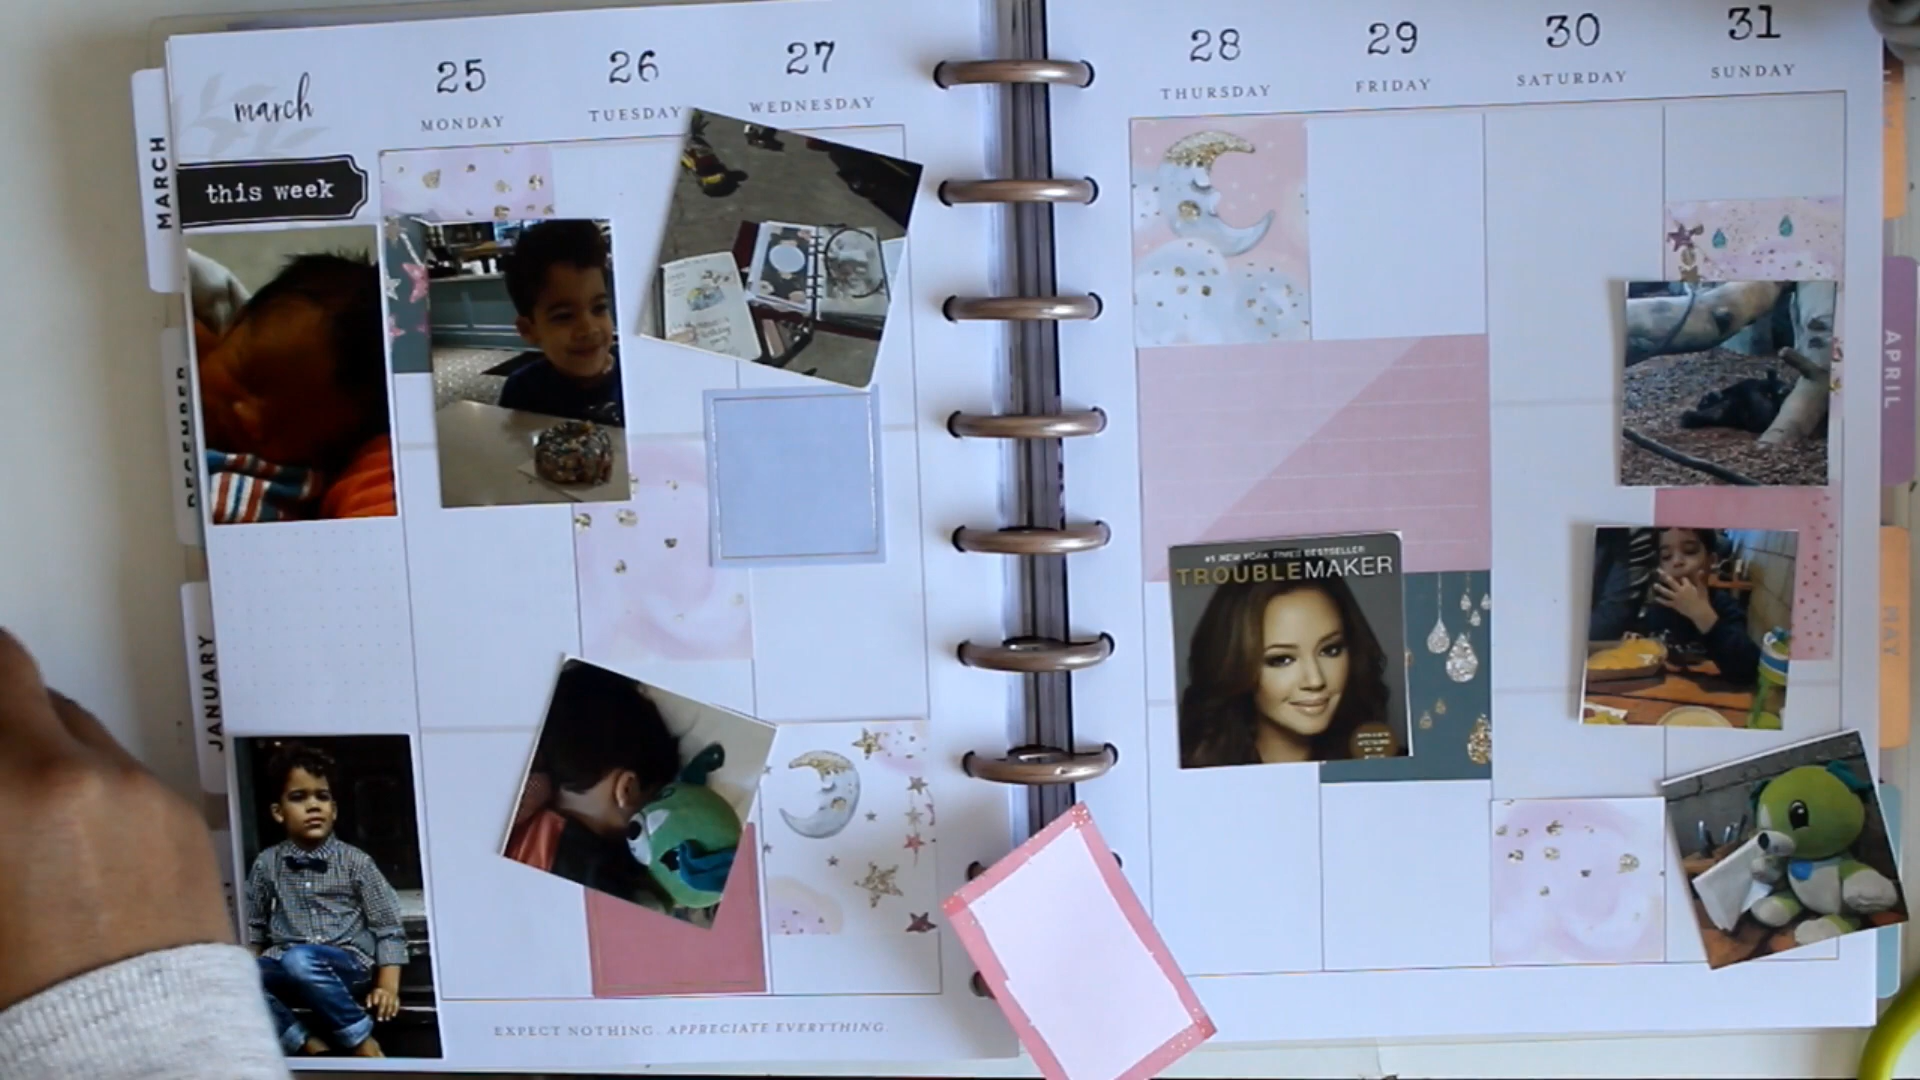 25
26
27
28
29
30
31
march
MONDAY
TUESDAY
WEDNESDAY
THURSDAY
FRIDAY
SATURDAY
SUNDAY
this week
MARCH
DECEMBER
JANUARY
APRIL
MAY
#1 NEW YORK TIMES BESTSELLER
TROUBLEMAKER
EXPECT NOTHING. APPRECIATE EVERYTHING.